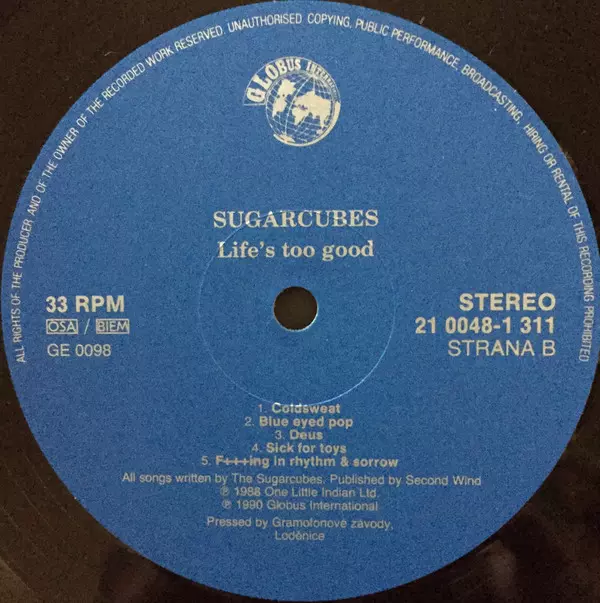 ALL RIGHTS OF THE PRODUCER AND OF THE OWNER OF THE RECORDED WORK RESERVED. UNAUTHORISED COPYING, PUBLIC PERFORMANCE, BROADCASTING, HIRING OR RENTAL OF THIS RECORDING PROHIBITED
GLOBUS
SUGARCUBES
Life's too good
33 RPM
OSA / BIEM
GE 0098
STEREO
21 0048-1 311
STRANA B
1. Coldsweat
2. Blue eyed pop
3. Deus
4. Sick for toys
5. F+++ing in rhythm & sorrow
All songs written by The Sugarcubes. Published by Second Wind
℗ 1988 One Little Indian Ltd.
℗ 1990 Globus International
Pressed by Gramofonové závody,
Loděnice